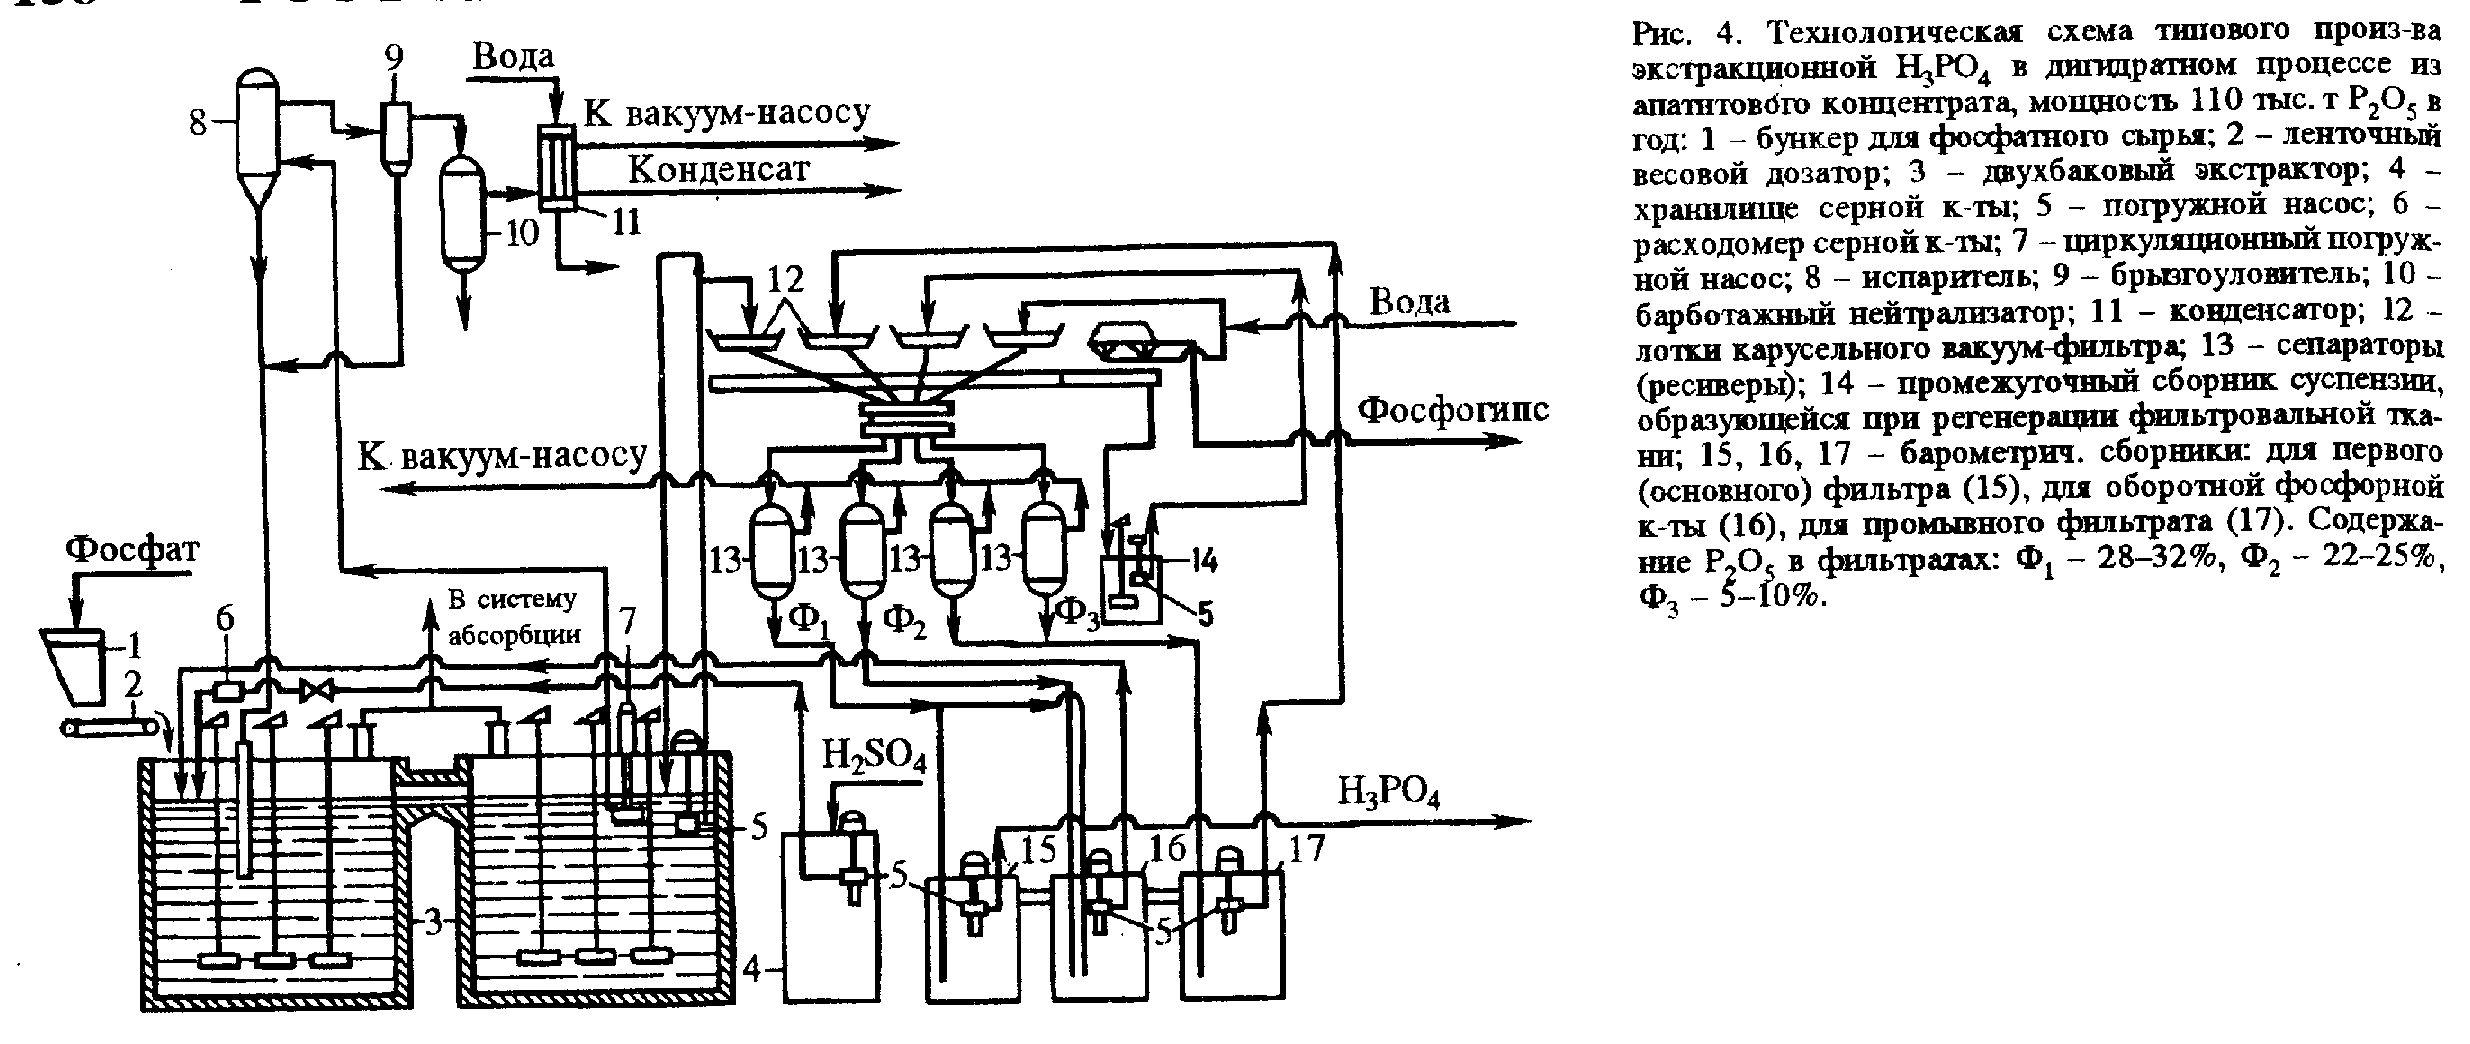 9
Вода
8
К вакуум-насосу
Конденсат
11
10
12
Вода
Фосфогипс
К вакуум-насосу
Фосфат
13
13
13
13
14
5
В систему
абсорбции
6
7
1
2
Ф1
Ф2
Ф3
H2SO4
H3PO4
5
5
15
16
17
3
5
4
Рис. 4. Технологическая схема типового произ-ва
экстракционной H3PO4 в дигидратном процессе из
апатитового концентрата, мощность 110 тыс. т P2O5 в
год: 1 – бункер для фосфатного сырья; 2 – ленточный
весовой дозатор; 3 – двухбаковый экстрактор; 4 –
хранилище серной к-ты; 5 – погружной насос; 6 –
расходомер серной к-ты; 7 – циркуляционный погруж-
ной насос; 8 – испаритель; 9 – брызгоуловитель; 10 –
барботажный нейтрализатор; 11 – конденсатор; 12 –
лотки карусельного вакуум-фильтра; 13 – сепараторы
(ресиверы); 14 – промежуточный сборник суспензии,
образующейся при регенерации фильтровальной тка-
ни; 15, 16, 17 – барометрич. сборники: для первого
(основного) фильтра (15), для оборотной фосфорной
к-ты (16), для промывного фильтрата (17). Содержа-
ние P2O5 в фильтратах: Ф1 – 28–32%, Ф2 – 22–25%,
Ф3 – 5–10%.